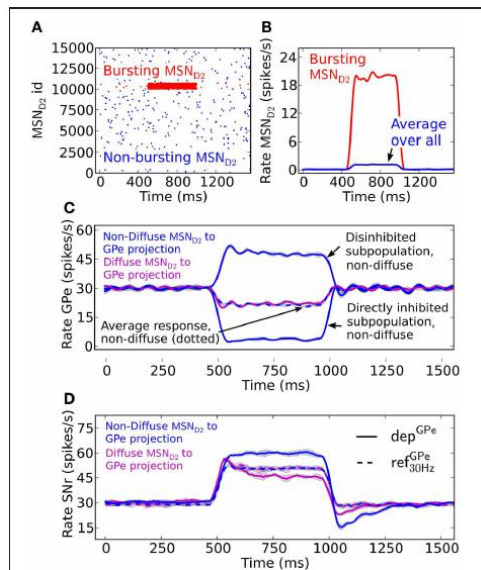 A
15000
12500
10000
7500
5000
2500
0
MSN_D2 id
Bursting MSN_D2
Non-bursting MSN_D2
0 400 800 1200
Time (ms)
B
24
18
12
6
0
Rate MSN_D2 (spikes/s)
Bursting
MSN_D2
Average
over all
0 400 800 1200
Time (ms)
C
60
45
30
15
0
Rate GPe (spikes/s)
Non-Diffuse MSN_D2 to
GPe projection
Diffuse MSN_D2 to
GPe projection
Disinhibited
subpopulation,
non-diffuse
Average response,
non-diffuse (dotted)
Directly inhibited
subpopulation,
non-diffuse
0 250 500 750 1000 1250 1500
Time (ms)
D
75
60
45
30
15
Rate SNr (spikes/s)
Non-Diffuse MSN_D2 to
GPe projection
Diffuse MSN_D2 to
GPe projection
dep^GPe
ref^GPe_30Hz
0 250 500 750 1000 1250 1500
Time (ms)